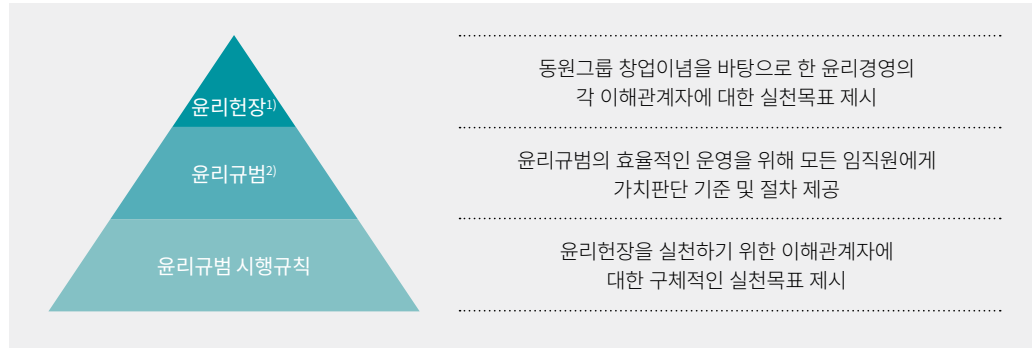 윤리헌장1)
동원그룹 창업이념을 바탕으로 한 윤리경영의
각 이해관계자에 대한 실천목표 제시
윤리규범2)
윤리규범의 효율적인 운영을 위해 모든 임직원에게
가치판단 기준 및 절차 제공
윤리규범 시행규칙
윤리헌장을 실천하기 위한 이해관계자에
대한 구체적인 실천목표 제시